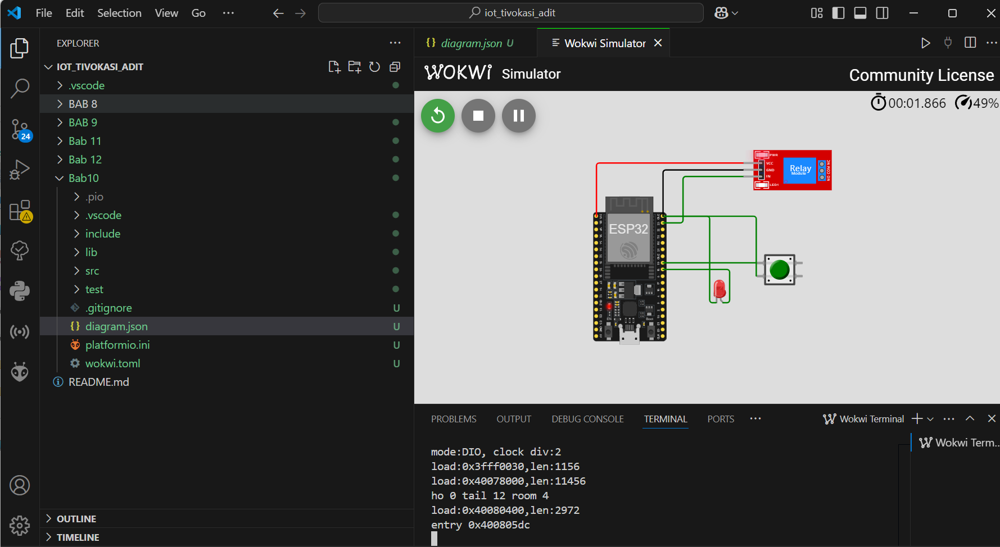 File Edit Selection View Go ···
iot_tivokasi_adit
EXPLORER
IOT_TIVOKASI_ADIT
.vscode
BAB 8
BAB 9
Bab 11
Bab 12
Bab10
.pio
.vscode
include
lib
src
test
.gitignore U
diagram.json U
platformio.ini U
wokwi.toml U
README.md
OUTLINE
TIMELINE
24
diagram.json U
Wokwi Simulator
WOKWi Simulator
Community License
00:01.866 49%
PWR
VCC
GND
IN
LED1
Relay
Module
NO COM NC
ESP32
EN
Boot
PROBLEMS OUTPUT DEBUG CONSOLE TERMINAL PORTS ···
Wokwi Terminal
Wokwi Term...
mode:DIO, clock div:2
load:0x3fff0030,len:1156
load:0x40078000,len:11456
ho 0 tail 12 room 4
load:0x40080400,len:2972
entry 0x400805dc